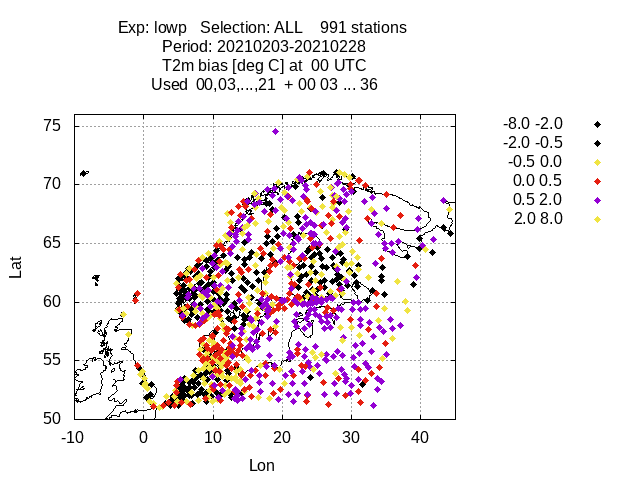 Exp: lowp   Selection: ALL    991 stations
Period: 20210203-20210228
T2m bias [deg C] at  00 UTC
Used  00,03,...,21  + 00 03 ... 36
-8.0 -2.0
-2.0 -0.5
-0.5 0.0
0.0 0.5
0.5 2.0
2.0 8.0
75
70
65
60
55
50
Lat
-10 0 10 20 30 40
Lon